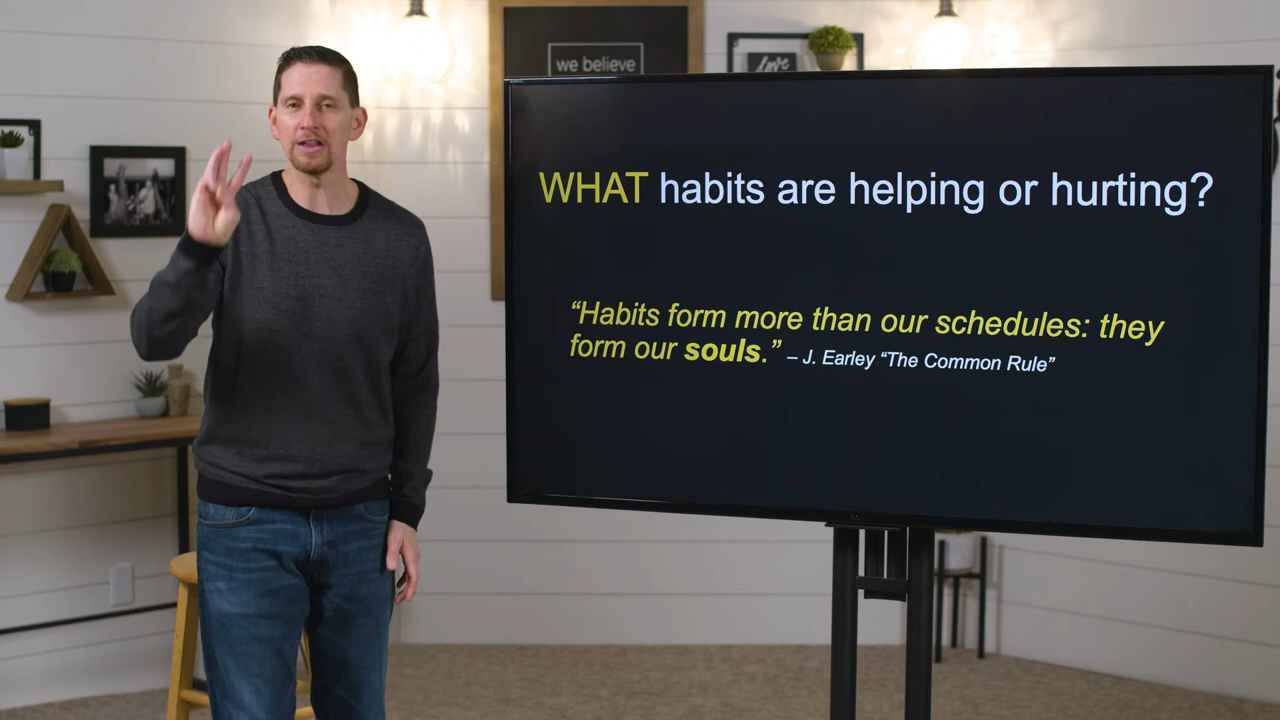 we believe
love
WHAT habits are helping or hurting?
“Habits form more than our schedules: they
form our souls.” – J. Earley “The Common Rule”